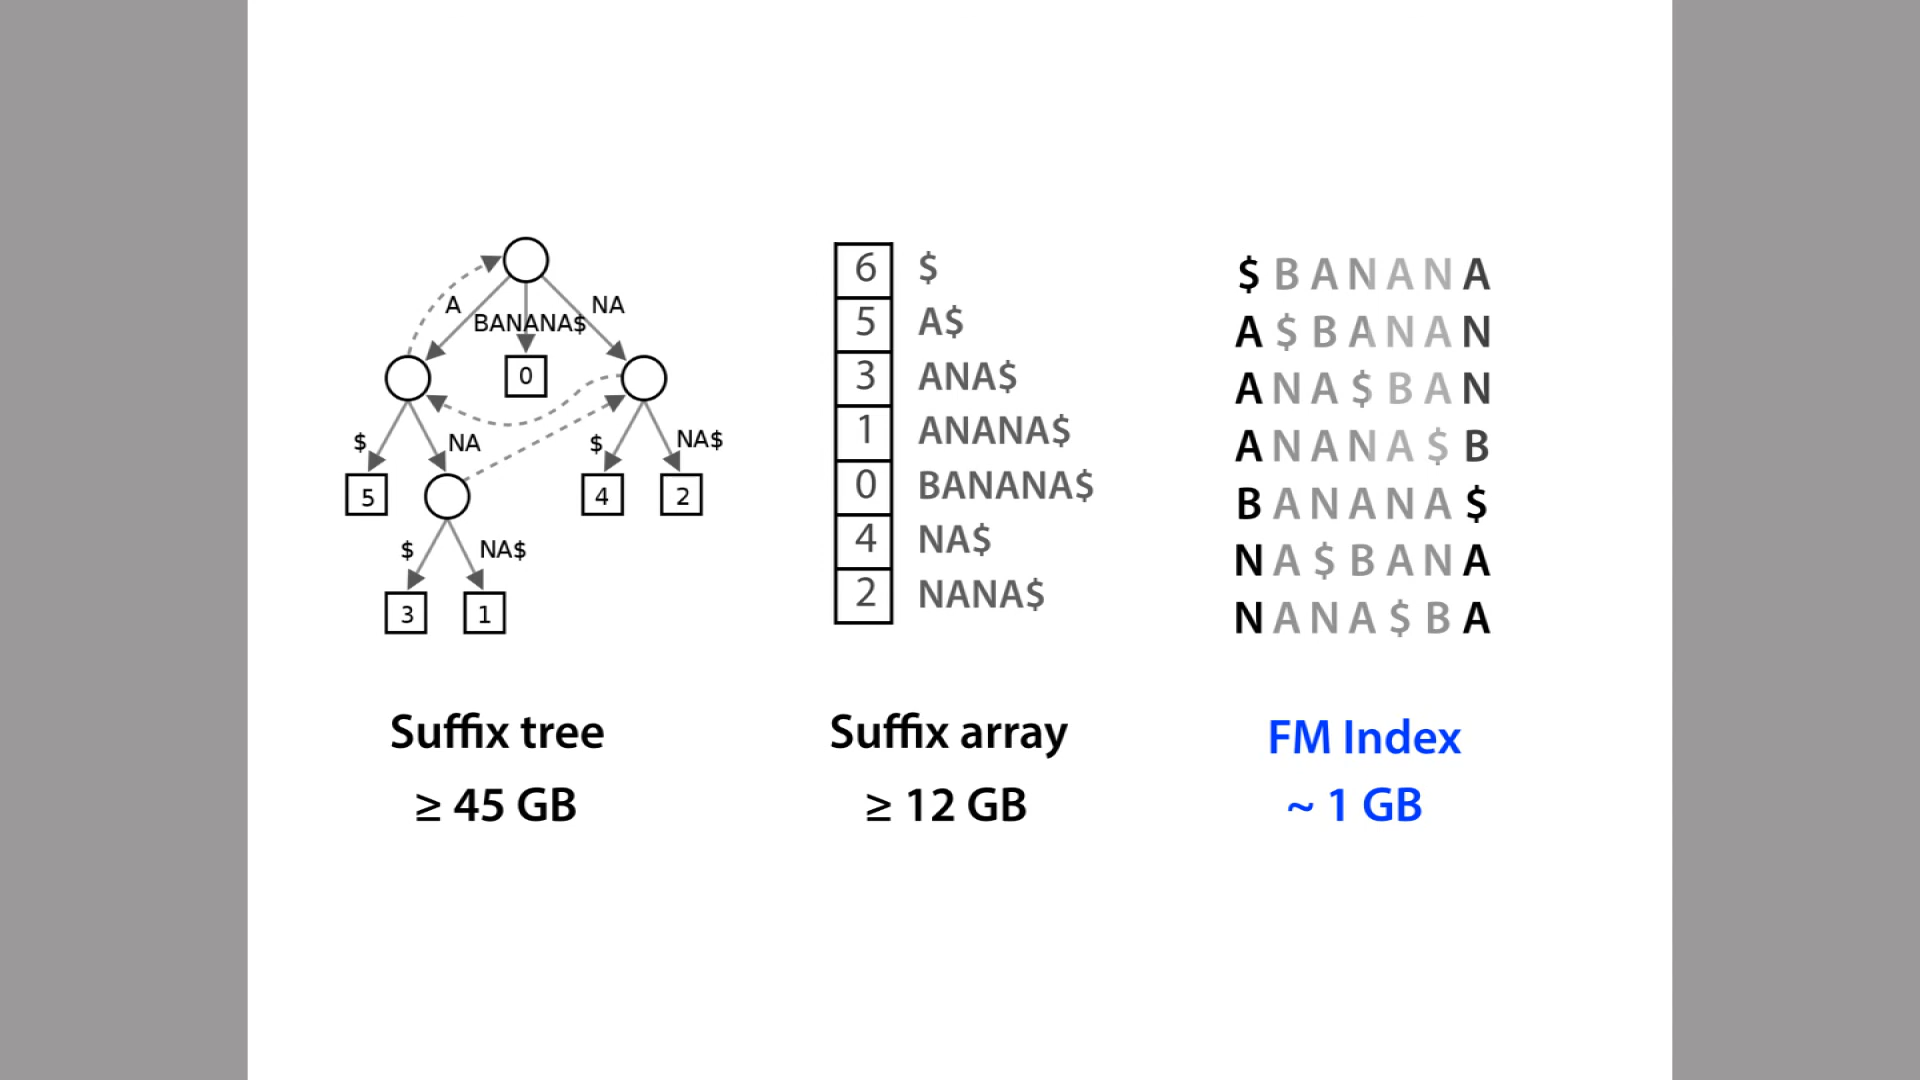 A
BANANA$
NA
0
$
NA
$
NA$
5
4
2
$
NA$
3
1
6 $
5 A$
3 ANA$
1 ANANA$
0 BANANA$
4 NA$
2 NANA$
$ B A N A N A
A $ B A N A N
A N A $ B A N
A N A N A $ B
B A N A N A $
N A $ B A N A
N A N A $ B A
Suffix tree
≥ 45 GB
Suffix array
≥ 12 GB
FM Index
~ 1 GB